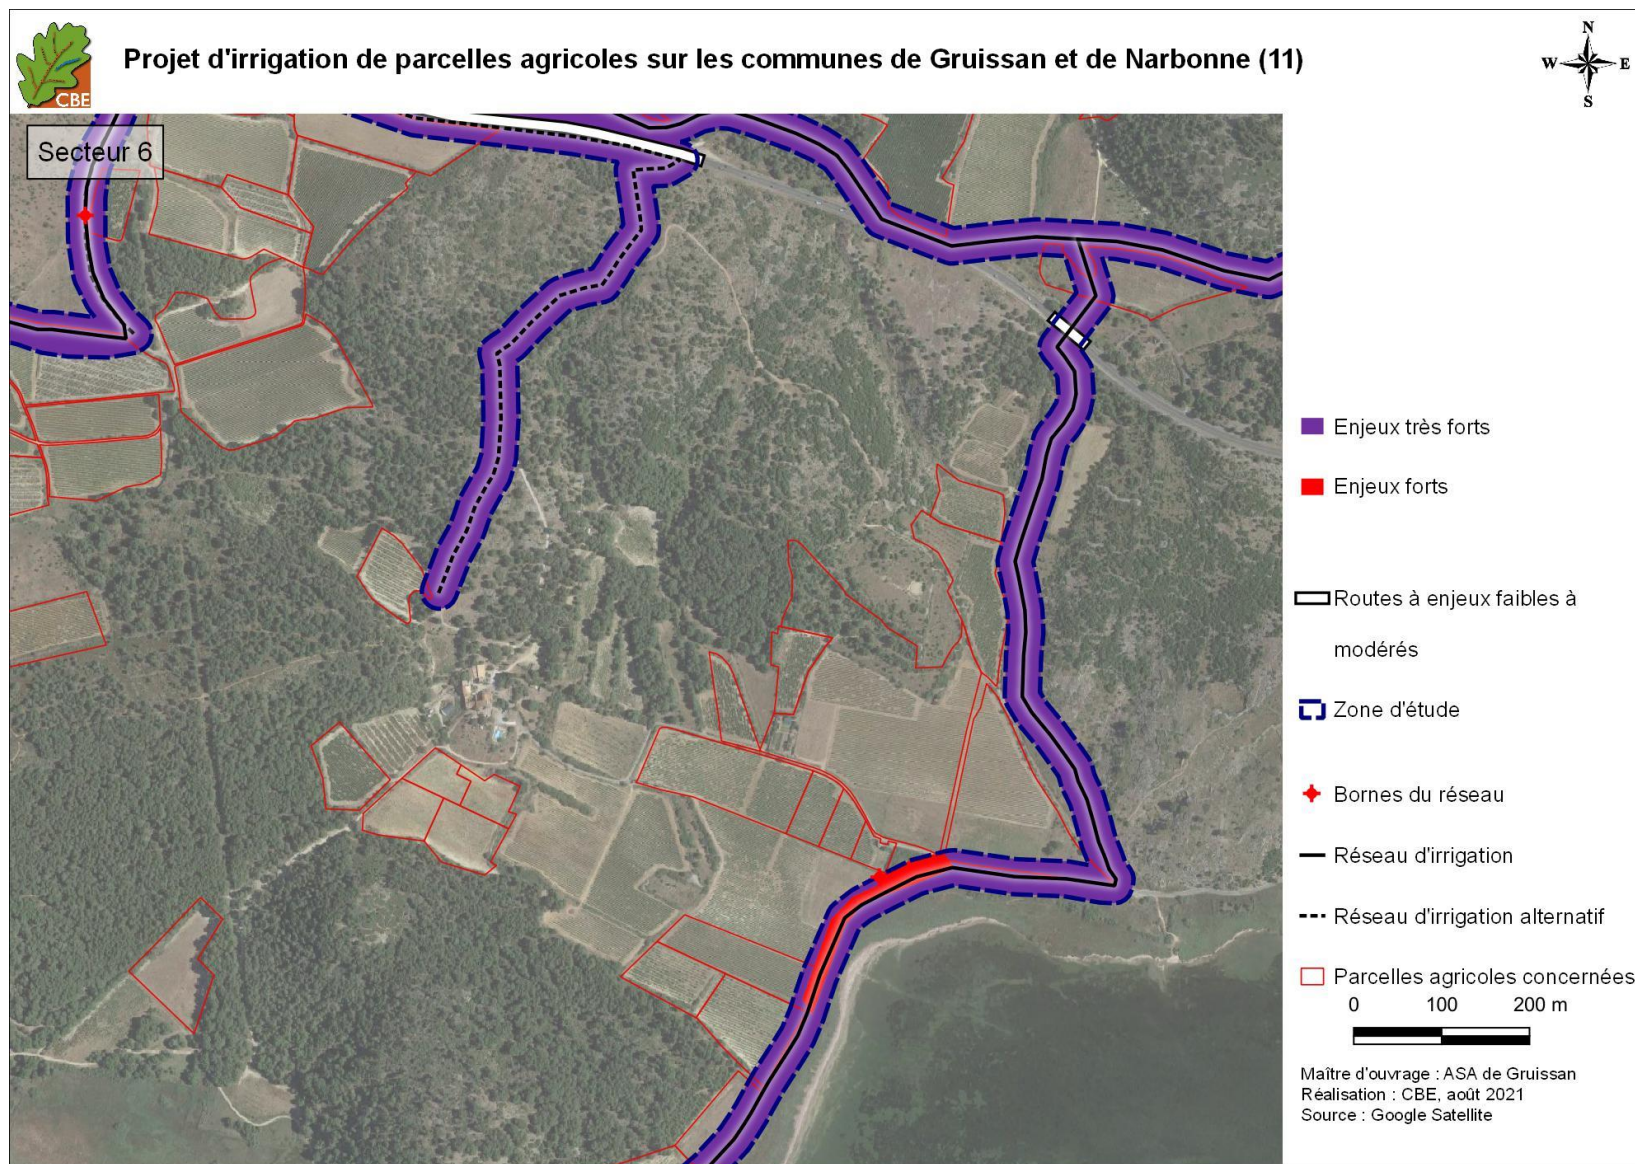 CBE
Projet d'irrigation de parcelles agricoles sur les communes de Gruissan et de Narbonne (11)
N
W E
S
Secteur 6
Enjeux très forts
Enjeux forts
Routes à enjeux faibles à
modérés
Zone d'étude
Bornes du réseau
Réseau d'irrigation
Réseau d'irrigation alternatif
Parcelles agricoles concernées
0 100 200 m
Maître d'ouvrage : ASA de Gruissan
Réalisation : CBE, août 2021
Source : Google Satellite